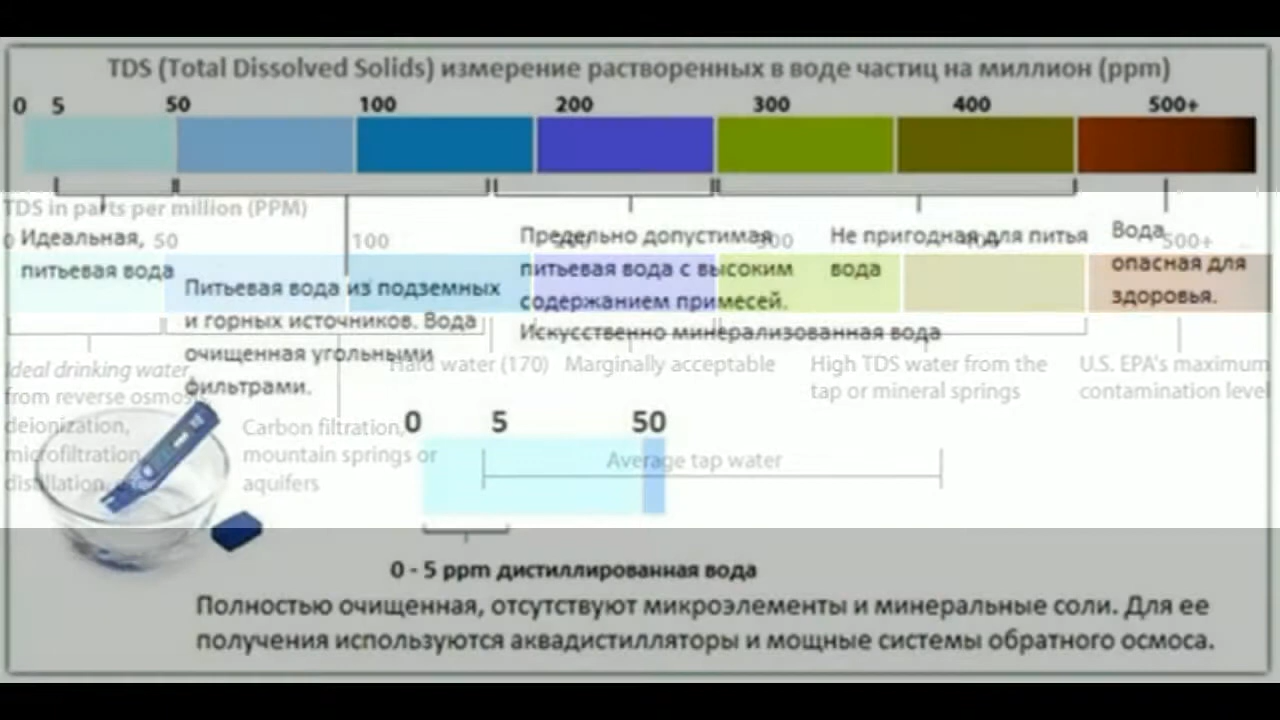 TDS (Total Dissolved Solids) измерение растворенных в воде частиц на миллион (ppm)
0 5 50 100 200 300 400 500+
TDS in parts per million (PPM)
0 50 100 200 300 400 500+
Идеальная,
питьевая вода
Питьевая вода из подземных
и горных источников. Вода
очищенная угольными
фильтрами.
Предельно допустимая
питьевая вода с высоким
содержанием примесей.
Искусственно минерализованная вода
Не пригодная для питья
вода
Вода
опасная для
здоровья.
Ideal drinking water
from reverse osmosis,
deionization,
microfiltration,
distillation,
Carbon filtration,
mountain springs or
aquifers
Hard water (170)
Marginally acceptable
High TDS water from the
tap or mineral springs
U.S. EPA's maximum
contamination level
Average tap water
0 5 50
0 - 5 ppm дистиллированная вода
Полностью очищенная, отсутствуют микроэлементы и минеральные соли. Для ее
получения используются аквадистилляторы и мощные системы обратного осмоса.